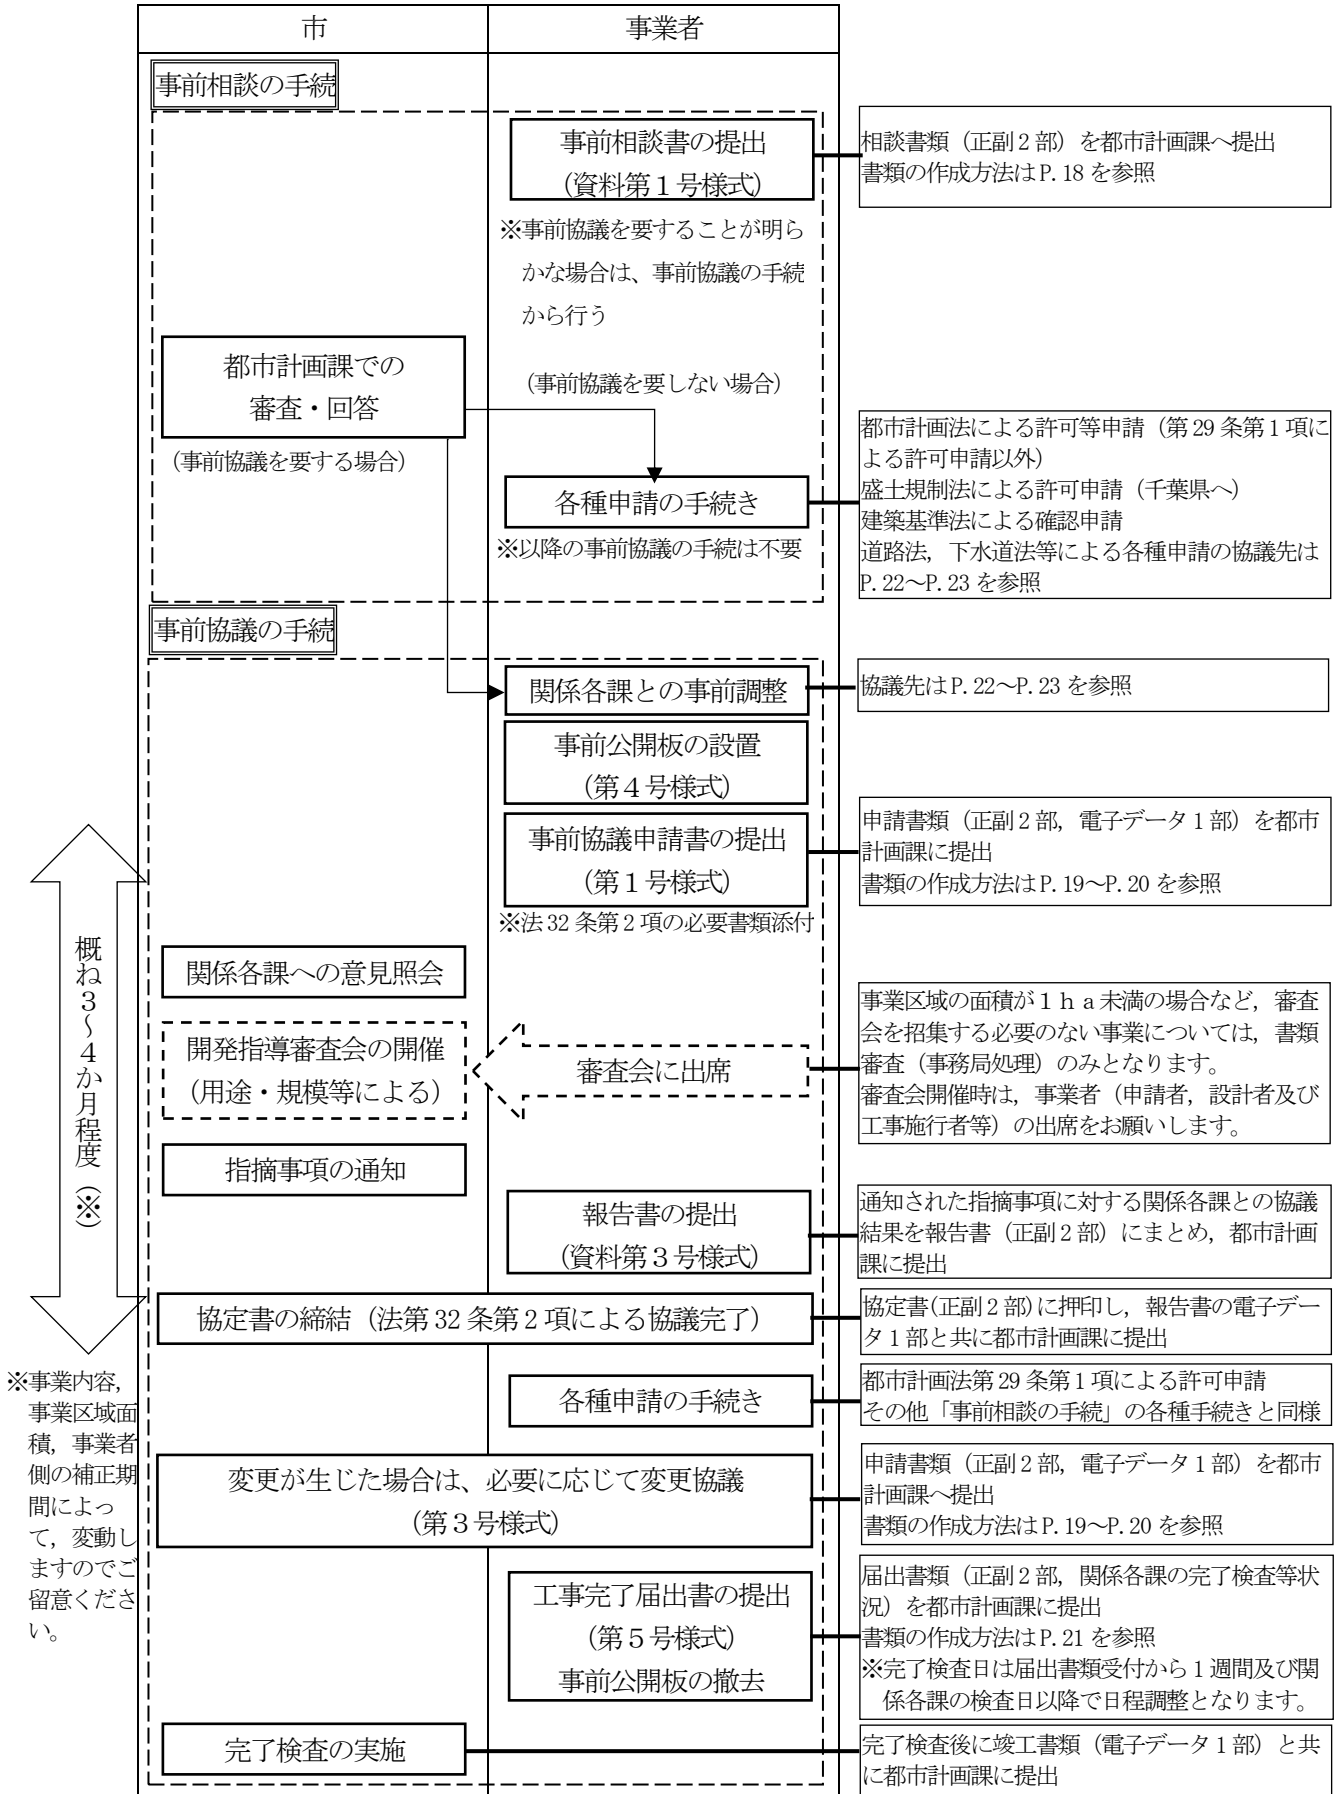 市
事業者
事前相談の手続
事前相談書の提出
（資料第１号様式）
相談書類（正副２部）を都市計画課へ提出
書類の作成方法はP.18を参照
※事前協議を要することが明ら
かな場合は、事前協議の手続
から行う
都市計画課での
審査・回答
（事前協議を要しない場合）
（事前協議を要する場合）
各種申請の手続き
※以降の事前協議の手続は不要
都市計画法による許可等申請（第29条第１項に
よる許可申請以外）
盛土規制法による許可申請（千葉県へ）
建築基準法による確認申請
道路法，下水道法等による各種申請の協議先は
P.22～P.23を参照
事前協議の手続
関係各課との事前調整
協議先はP.22～P.23を参照
事前公開板の設置
（第４号様式）
事前協議申請書の提出
（第１号様式）
申請書類（正副２部，電子データ１部）を都市
計画課に提出
書類の作成方法はP.19～P.20を参照
※法32条第２項の必要書類添付
概ね３～４か月程度（※）
関係各課への意見照会
開発指導審査会の開催
（用途・規模等による）
審査会に出席
事業区域の面積が１ｈａ未満の場合など，審査
会を招集する必要のない事業については，書類
審査（事務局処理）のみとなります。
審査会開催時は，事業者（申請者，設計者及び
工事施行者等）の出席をお願いします。
指摘事項の通知
報告書の提出
（資料第３号様式）
通知された指摘事項に対する関係各課との協議
結果を報告書（正副２部）にまとめ，都市計画
課に提出
協定書の締結（法第32条第２項による協議完了）
協定書(正副２部)に押印し，報告書の電子デー
タ１部と共に都市計画課に提出
※事業内容，
事業区域面
積，事業者
側の補正期
間によっ
て，変動し
ますのでご
留意くださ
い。
各種申請の手続き
都市計画法第29条第１項による許可申請
その他「事前相談の手続」の各種手続きと同様
変更が生じた場合は、必要に応じて変更協議
（第３号様式）
申請書類（正副２部，電子データ１部）を都市
計画課へ提出
書類の作成方法はP.19～P.20を参照
工事完了届出書の提出
（第５号様式）
事前公開板の撤去
届出書類（正副２部，関係各課の完了検査等状
況）を都市計画課に提出
書類の作成方法はP.21を参照
※完了検査日は届出書類受付から１週間及び関
係各課の検査日以降で日程調整となります。
完了検査の実施
完了検査後に竣工書類（電子データ１部）と共
に都市計画課に提出